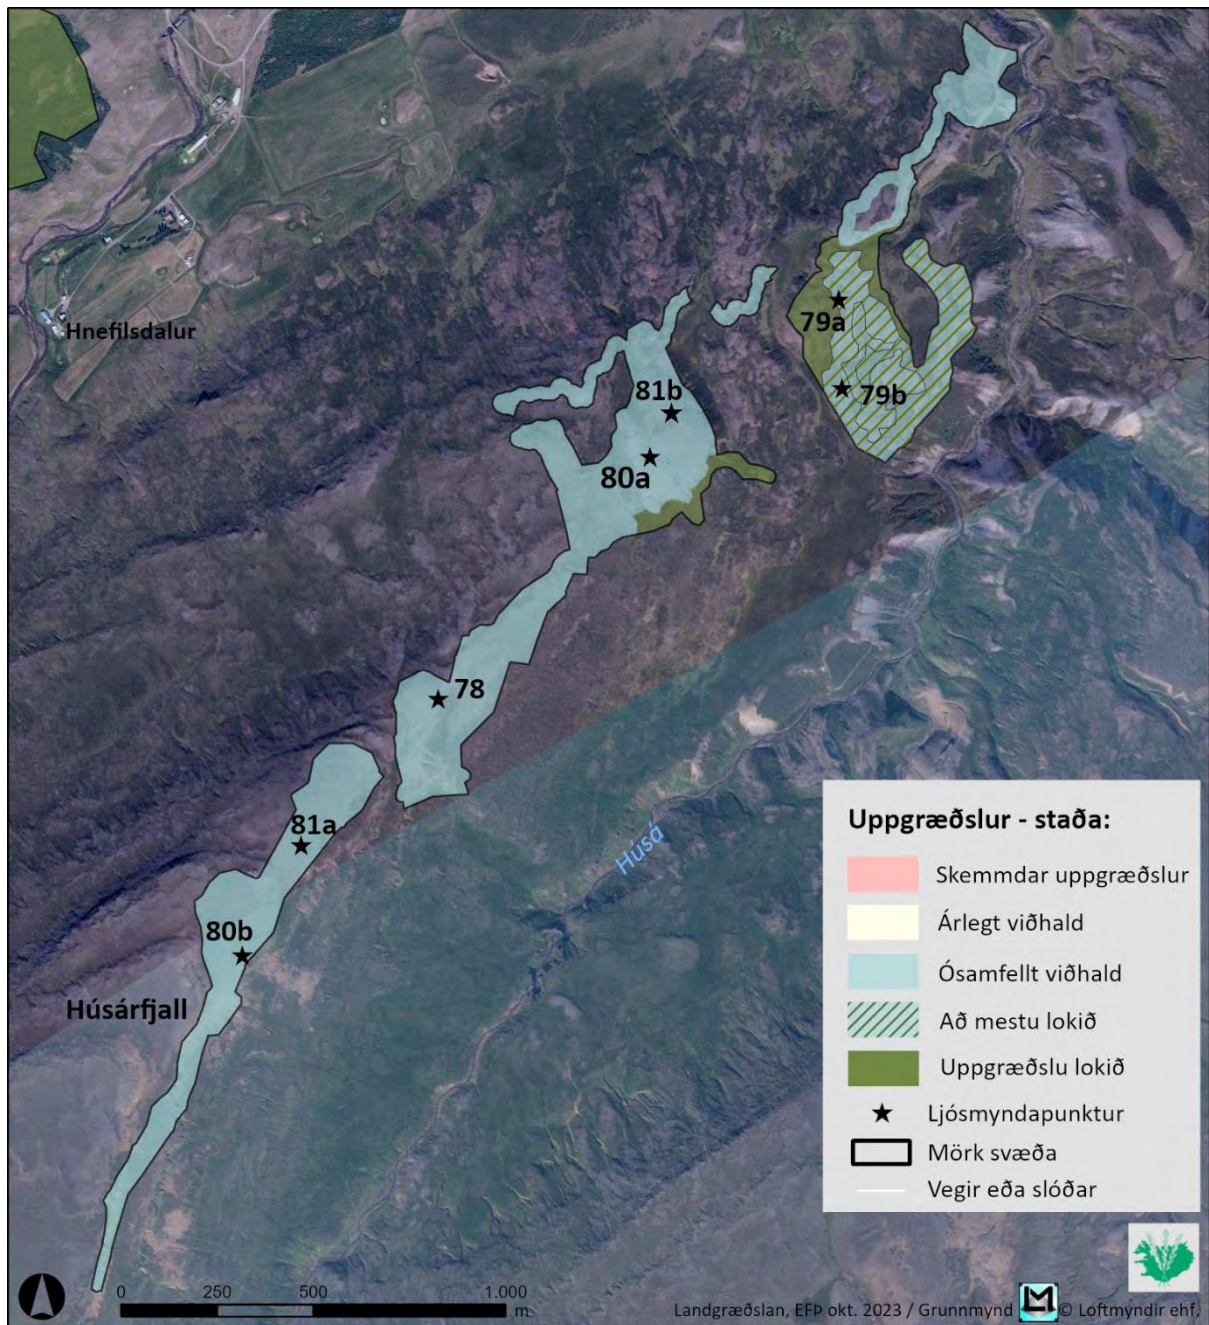 79a
Hnefilsdalur
81b
79b
80a
78
81a
80b
Húsá
Húsárfjall
Uppgræðslur - staða:
Skemmdar uppgræðslur
Árlegt viðhald
Ósamfellt viðhald
Að mestu lokið
Uppgræðslu lokið
Ljósmyndapunktur
Mörk svæða
Vegir eða slóðar
0 250 500 1.000
m
Landgræðslan, EFÞ okt. 2023 / Grunnmynd LM © Loftmyndir ehf.